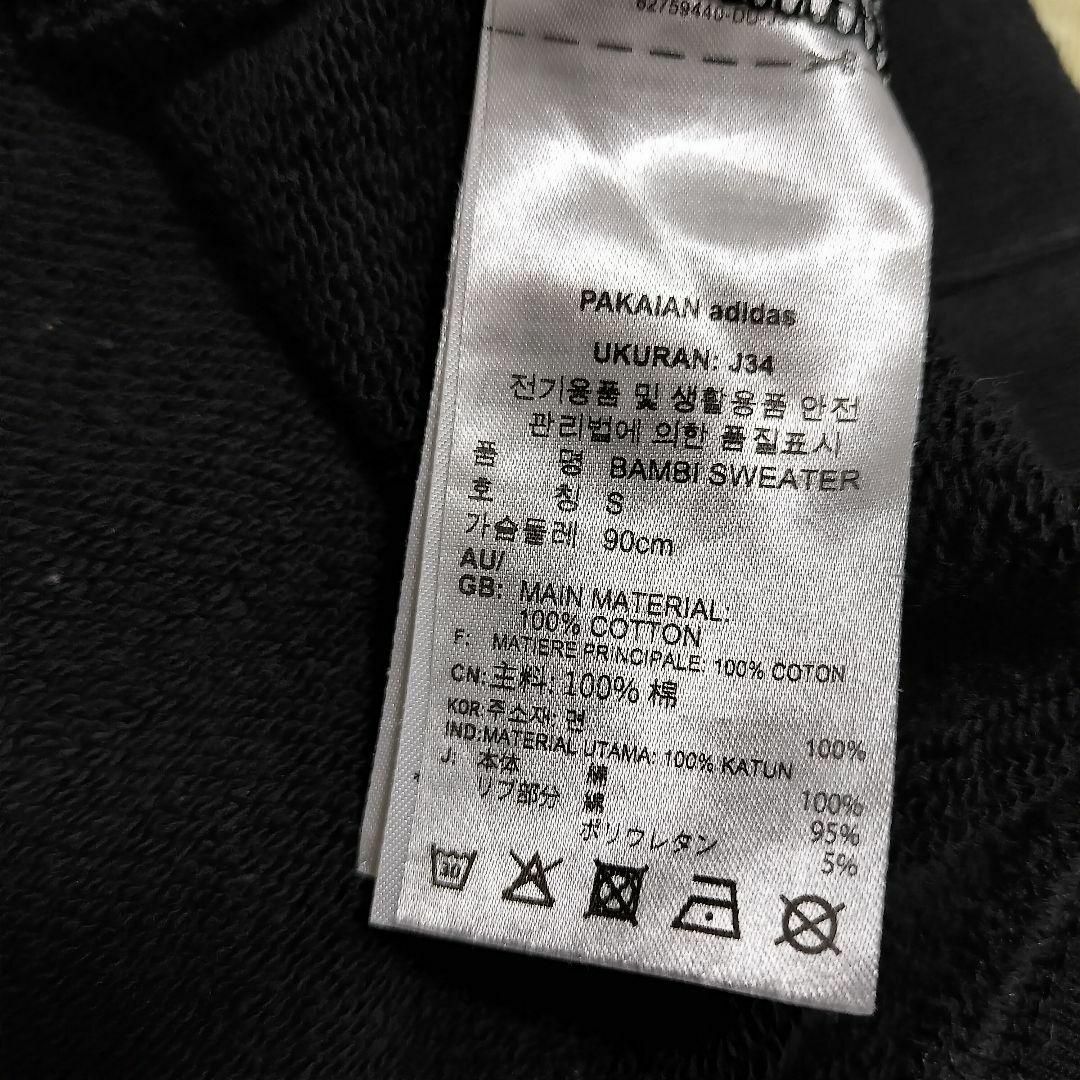 PAKAIAN adidas
UKURAN: J34
전기용품 및 생활용품 안전
관리법에 의한 품질표시
품 명 BAMBI SWEATER
호 칭 S
가슴둘레 90cm
AU/
GB: MAIN MATERIAL:
100% COTTON
F: MATIERE PRINCIPALE: 100% COTON
CN: 主料: 100% 棉
KOR: 주소재: 면 100%
IND: MATERIAL UTAMA: 100% KATUN
J: 本体 綿 100%
リブ部分 綿 95%
ポリウレタン 5%
30